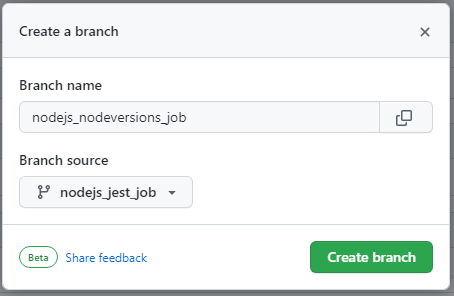 Create a branch
Branch name
nodejs_nodeversions_job
Branch source
nodejs_jest_job
Beta Share feedback
Create branch